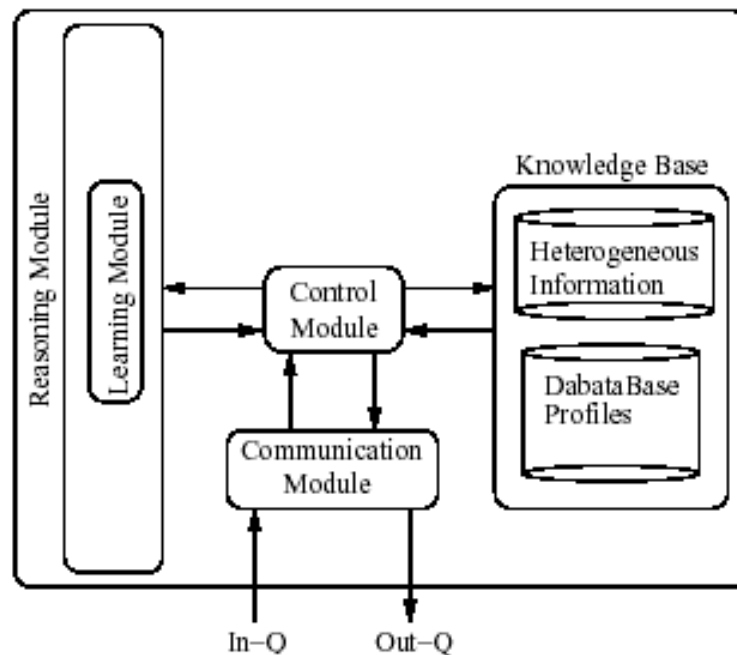 Reasoning Module
Learning Module
Control
Module
Communication
Module
Knowledge Base
Heterogeneous
Information
DabataBase
Profiles
In-Q
Out-Q